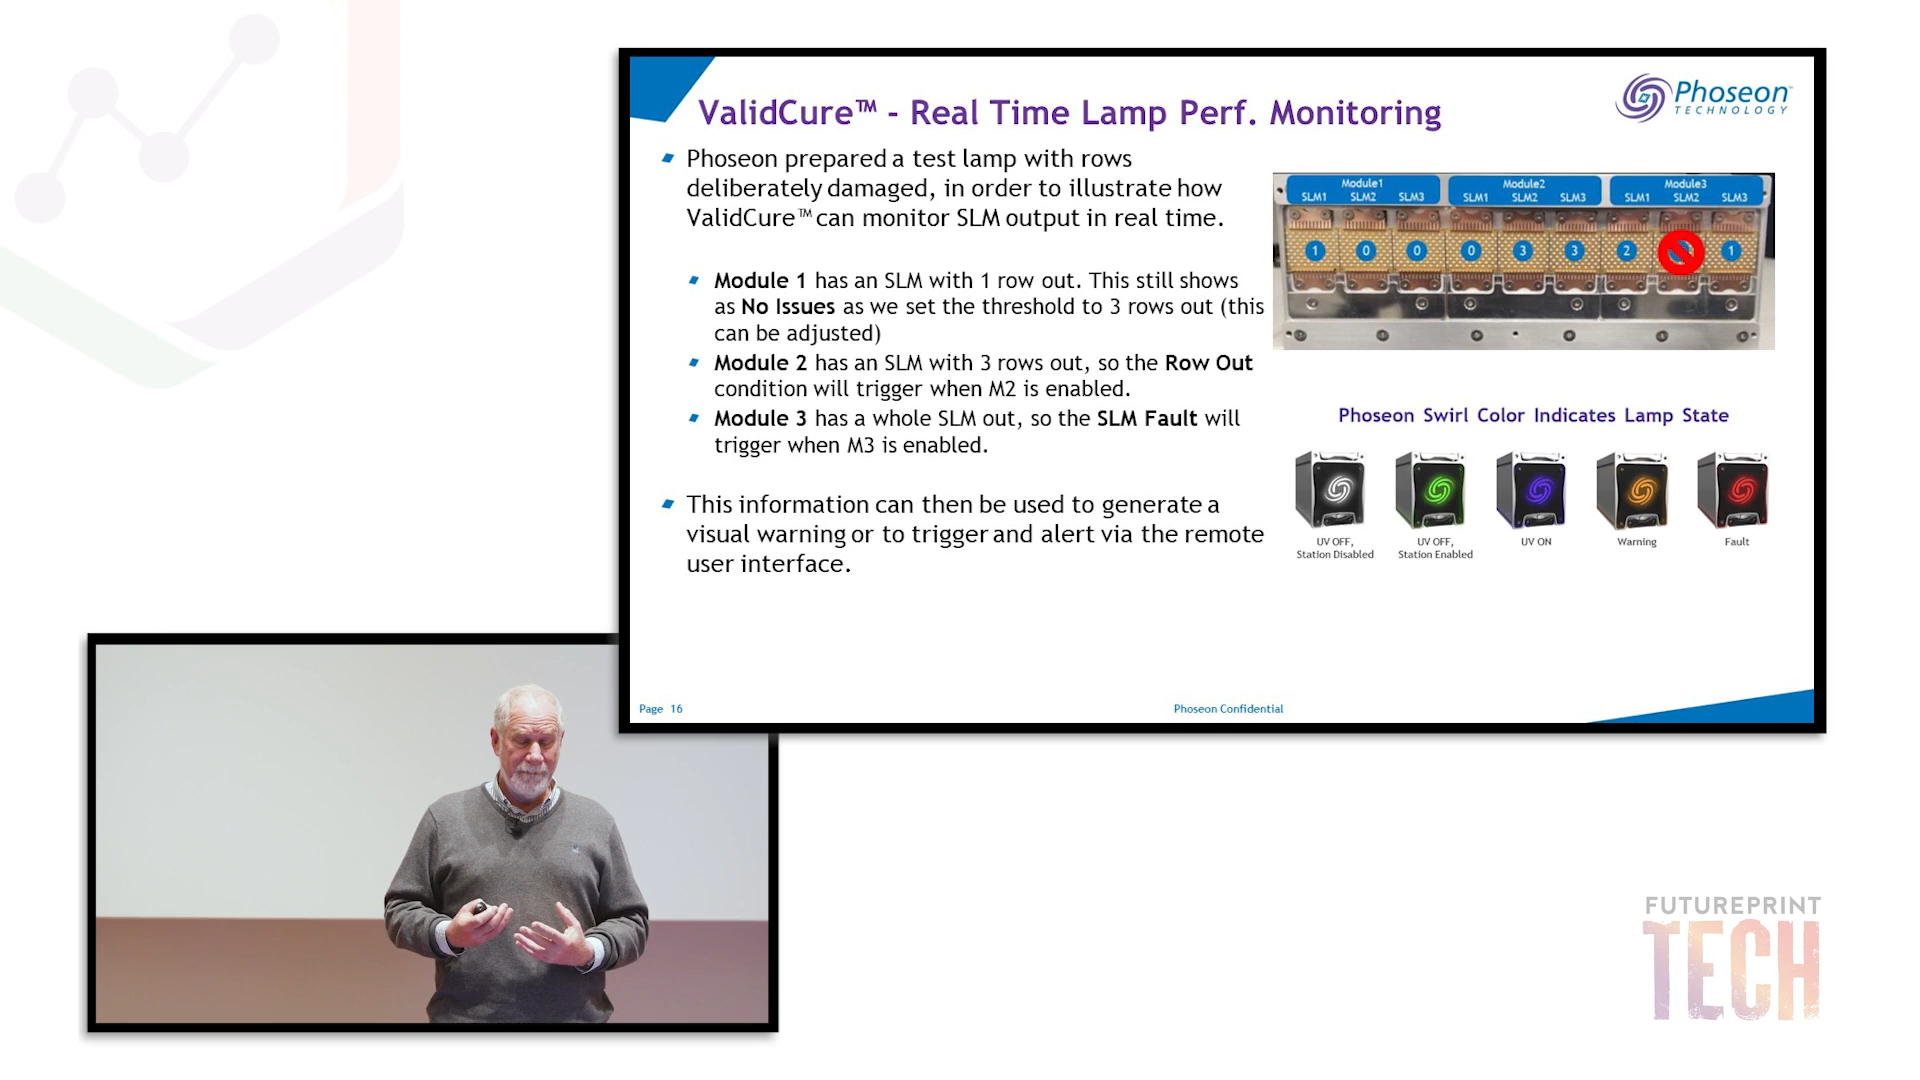 ValidCure™ - Real Time Lamp Perf. Monitoring
Phoseon
TECHNOLOGY
Phoseon prepared a test lamp with rows
deliberately damaged, in order to illustrate how
ValidCure™ can monitor SLM output in real time.
Module 1 has an SLM with 1 row out. This still shows
as No Issues as we set the threshold to 3 rows out (this
can be adjusted)
Module 2 has an SLM with 3 rows out, so the Row Out
condition will trigger when M2 is enabled.
Module 3 has a whole SLM out, so the SLM Fault will
trigger when M3 is enabled.
This information can then be used to generate a
visual warning or to trigger and alert via the remote
user interface.
Module1 Module2 Module3
SLM1 SLM2 SLM3 SLM1 SLM2 SLM3 SLM1 SLM2 SLM3
1 0 0 0 3 3 2 1
Phoseon Swirl Color Indicates Lamp State
UV OFF,
Station Disabled
UV OFF,
Station Enabled
UV ON
Warning
Fault
Page 16
Phoseon Confidential
FUTUREPRINT
TECH